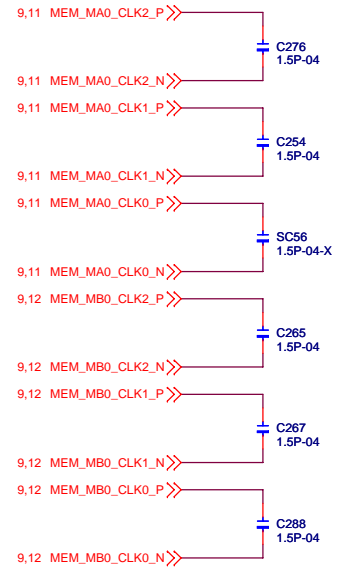 9,11 MEM_MA0_CLK2_P
C276
1.5P-04
9,11 MEM_MA0_CLK2_N
9,11 MEM_MA0_CLK1_P
C254
1.5P-04
9,11 MEM_MA0_CLK1_N
9,11 MEM_MA0_CLK0_P
SC56
1.5P-04-X
9,11 MEM_MA0_CLK0_N
9,12 MEM_MB0_CLK2_P
C265
1.5P-04
9,12 MEM_MB0_CLK2_N
9,12 MEM_MB0_CLK1_P
C267
1.5P-04
9,12 MEM_MB0_CLK1_N
9,12 MEM_MB0_CLK0_P
C288
1.5P-04
9,12 MEM_MB0_CLK0_N